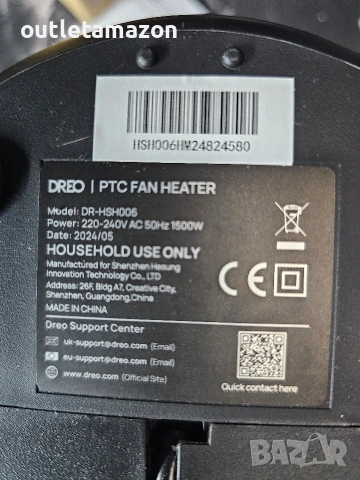 outletamazon
HSH006HW24824580
DREO | PTC FAN HEATER
Model: DR-HSH006
Power: 220-240V AC 50Hz 1500W
Date: 2024/05
HOUSEHOLD USE ONLY
Manufactured for Shenzhen Hesung
Innovation Technology Co., LTD
Address: 26F, Bldg A7, Creative City,
Shenzhen, Guangdong,China
MADE IN CHINA
CE
Dreo Support Center
uk-support@dreo.com (Email)
eu-support@dreo.com (Email)
www.dreo.com (Official Site)
Quick contact here
BAZAR